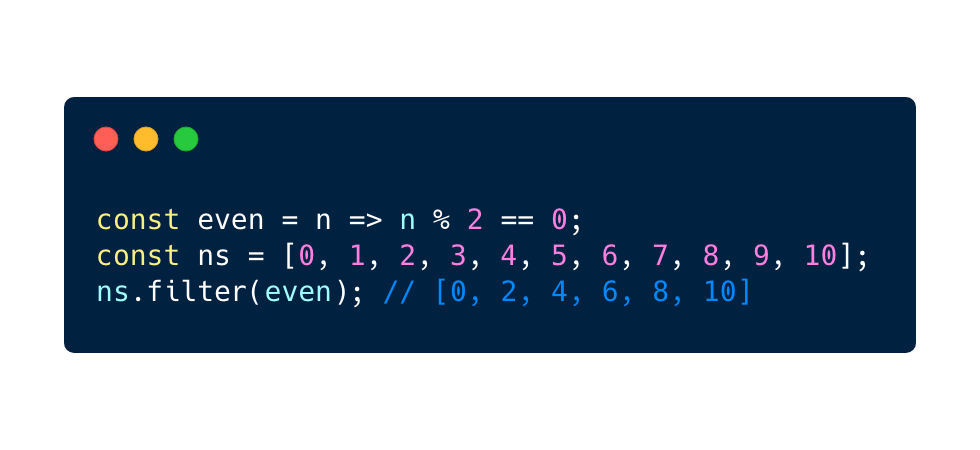 const even = n => n % 2 == 0;
const ns = [0, 1, 2, 3, 4, 5, 6, 7, 8, 9, 10];
ns.filter(even); // [0, 2, 4, 6, 8, 10]